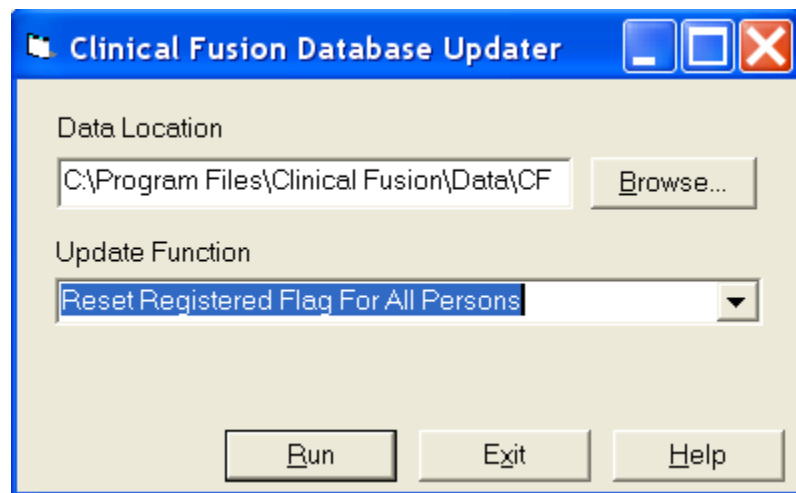 Clinical Fusion Database Updater
Data Location
C:\Program Files\Clinical Fusion\Data\CF
Browse...
Update Function
Reset Registered Flag For All Persons
Run Exit Help